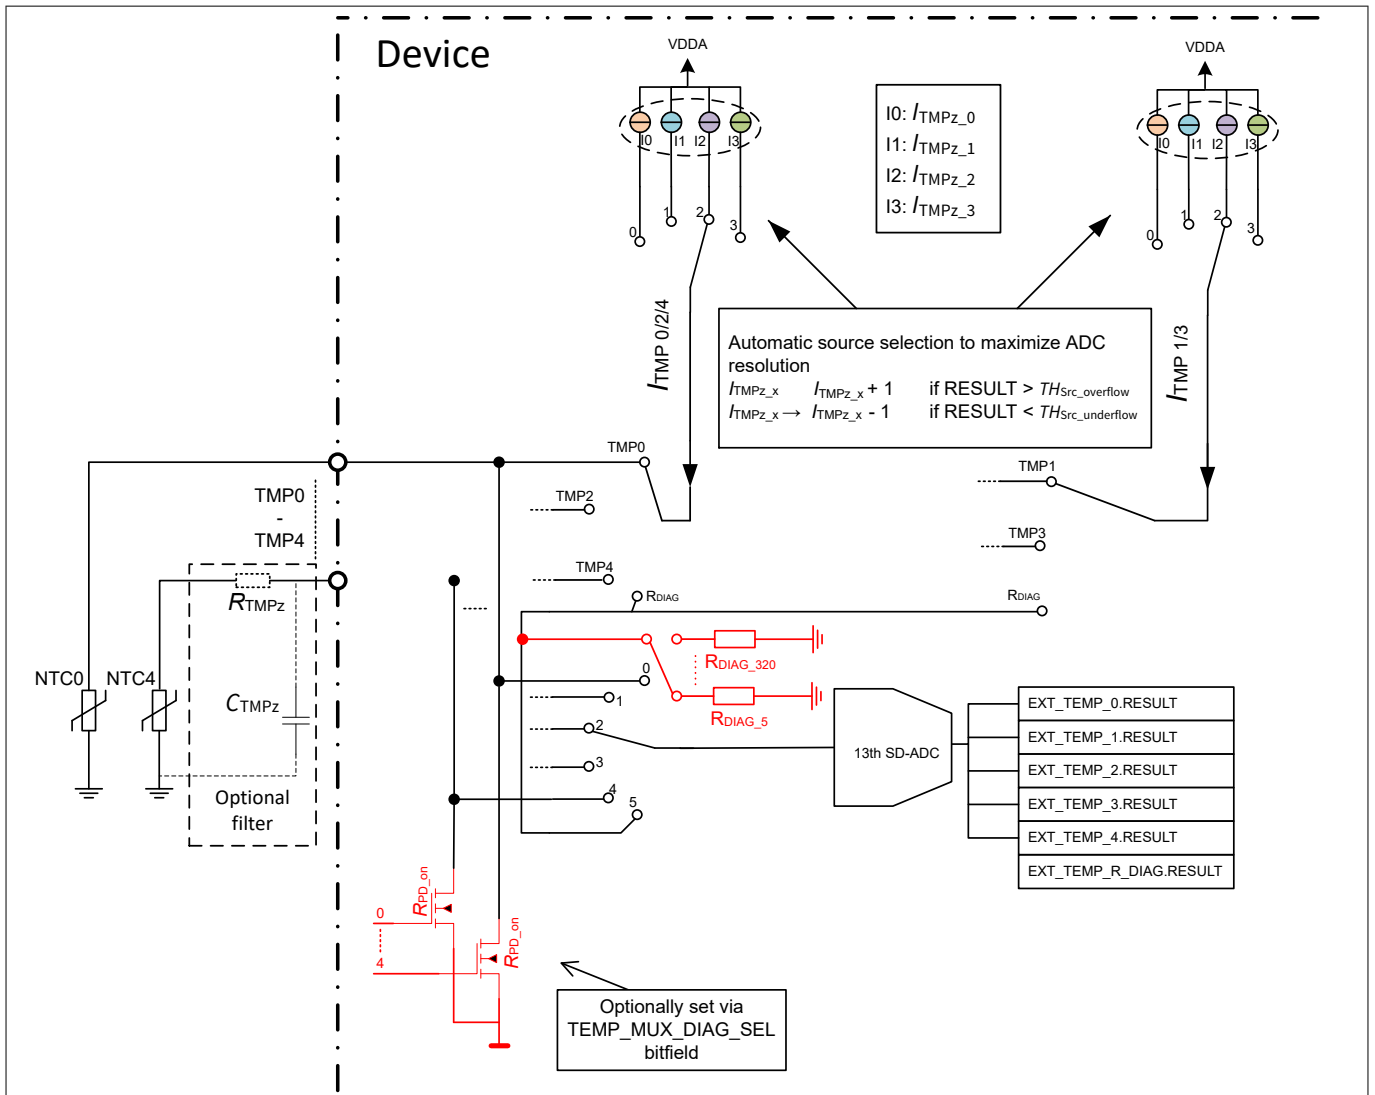 Device
VDDA
VDDA
I0
I1
I2
I3
I0
I1
I2
I3
I0: ITMPz_0
I1: ITMPz_1
I2: ITMPz_2
I3: ITMPz_3
0
1
2
3
0
1
2
3
ITMP 0/2/4
ITMP 1/3
Automatic source selection to maximize ADC
resolution
ITMPz_x ITMPz_x + 1 if RESULT > THSrc_overflow
ITMPz_x → ITMPz_x - 1 if RESULT < THSrc_underflow
TMP0
TMP1
TMP0
-
TMP4
TMP2
TMP3
TMP4
RTMPz
RDIAG
RDIAG
NTC0
NTC4
CTMPz
Optional
filter
RDIAG_320
RDIAG_5
0
1
2
3
4
5
13th SD-ADC
EXT_TEMP_0.RESULT
EXT_TEMP_1.RESULT
EXT_TEMP_2.RESULT
EXT_TEMP_3.RESULT
EXT_TEMP_4.RESULT
EXT_TEMP_R_DIAG.RESULT
RPD_on
RPD_on
0
4
Optionally set via
TEMP_MUX_DIAG_SEL
bitfield